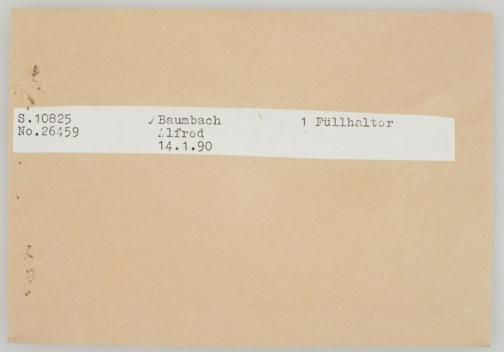 S.10825 Baumbach 1 Füllhalter
No.26459 Alfred
14.1.90